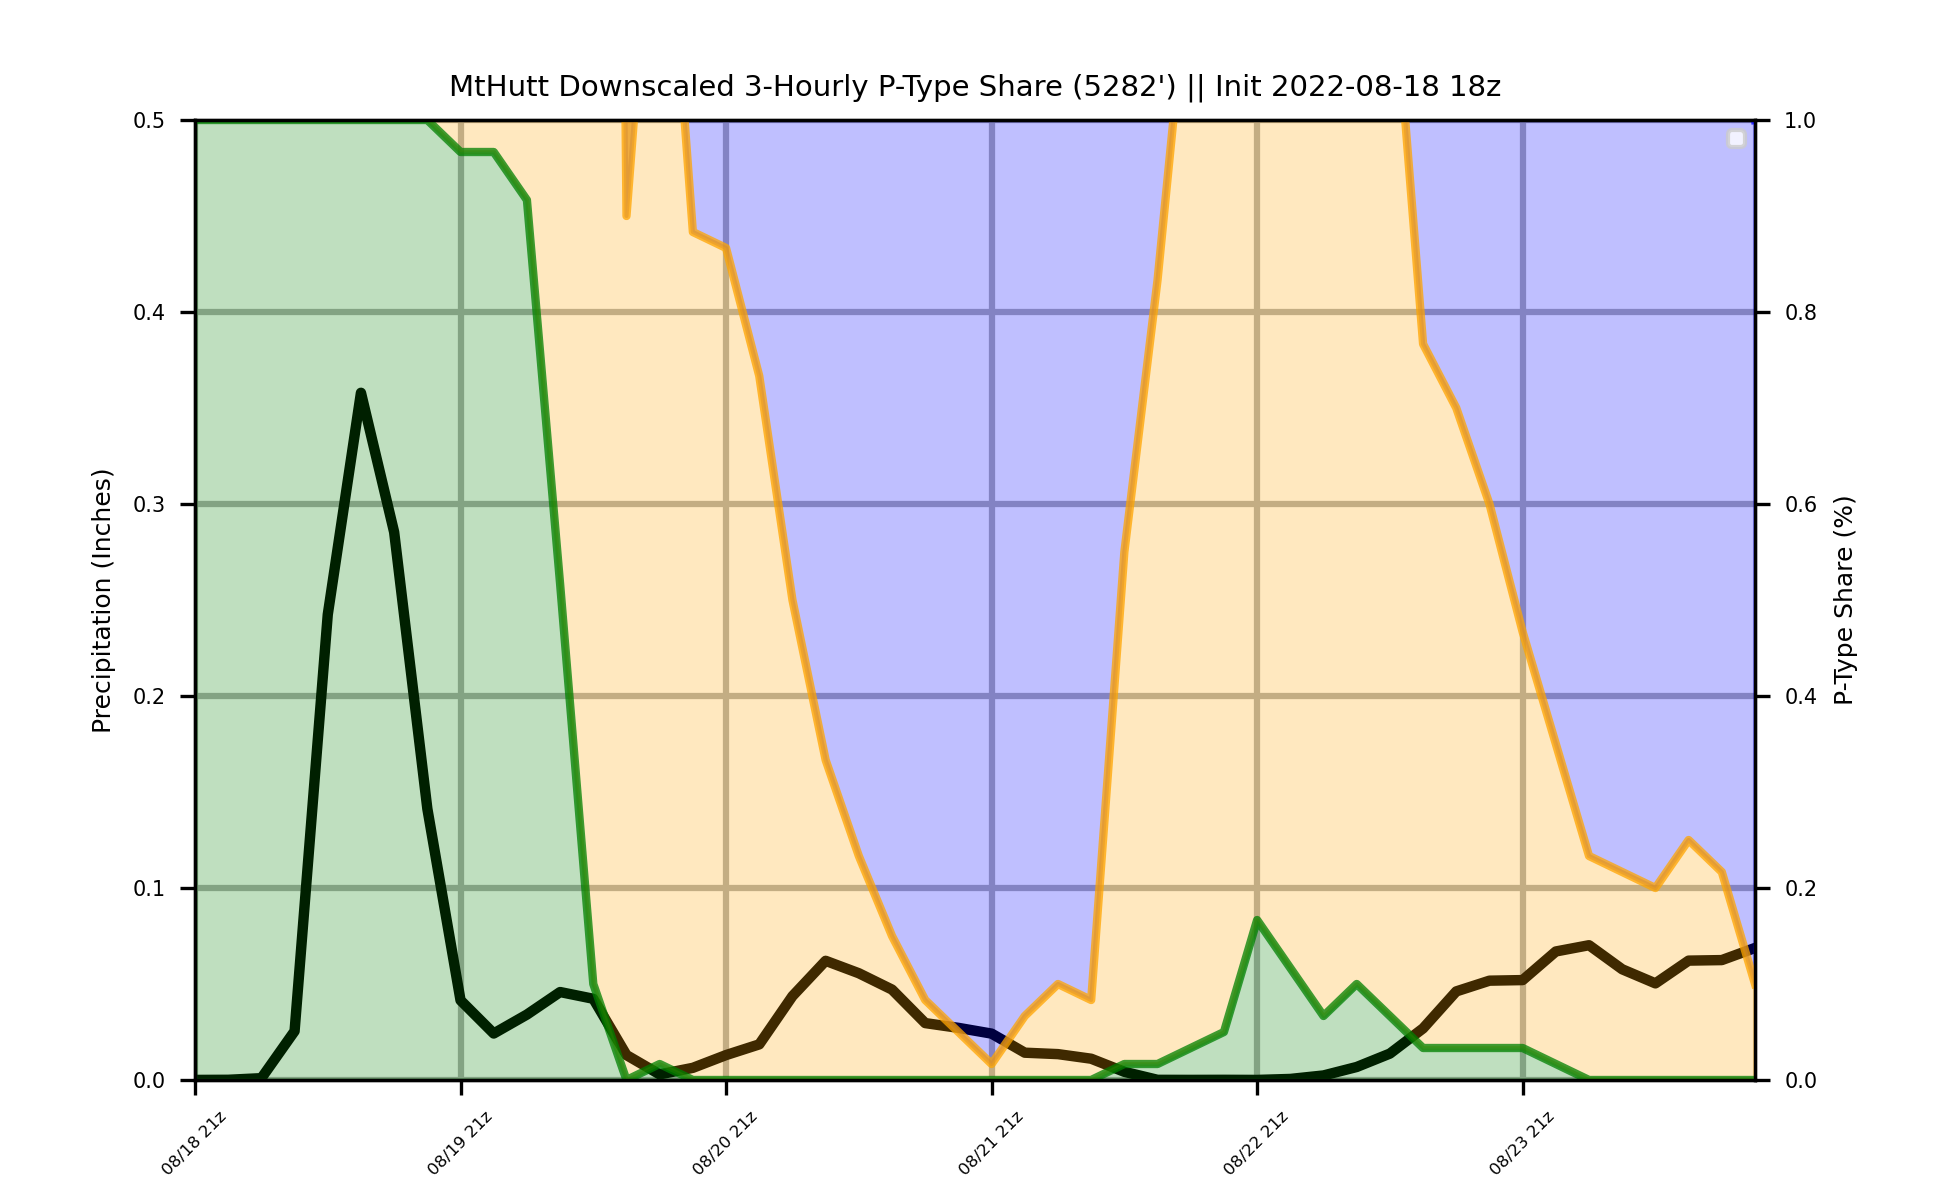 MtHutt Downscaled 3-Hourly P-Type Share (5282') || Init 2022-08-18 18z
0.5
0.4
0.3
0.2
0.1
0.0
Precipitation (Inches)
1.0
0.8
0.6
0.4
0.2
0.0
P-Type Share (%)
08/18 21z
08/19 21z
08/20 21z
08/21 21z
08/22 21z
08/23 21z